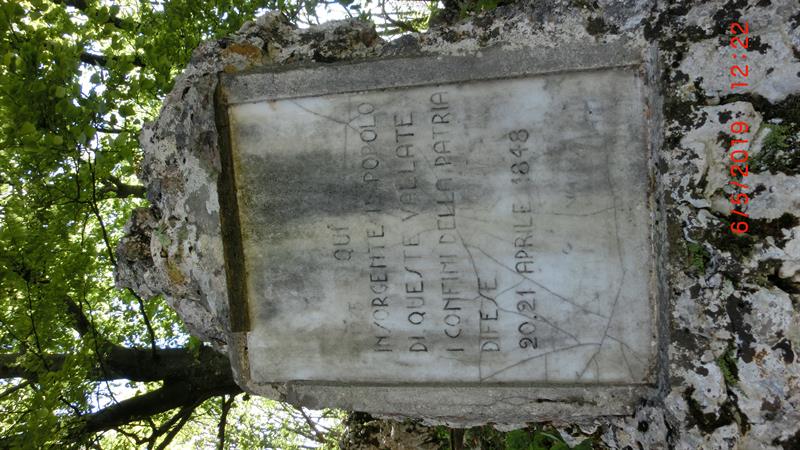 QUI
INSORGENTE IL POPOLO
DI QUESTE VALLATE
I CONFINI DELLA PATRIA
DIFESE
20.21 APRILE 1848
6/5/2019 12:22